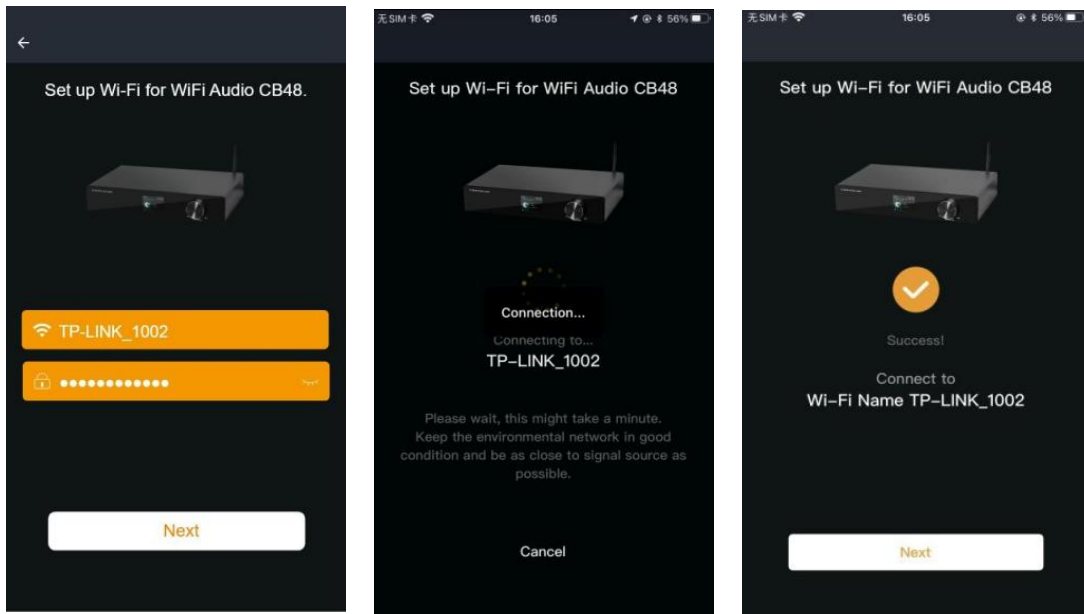 Set up Wi-Fi for WiFi Audio CB48.
TP-LINK_1002
••••••••••••
Next
无SIM卡 16:05 56%
Set up Wi-Fi for WiFi Audio CB48
Connection...
Connecting to...
TP-LINK_1002
Please wait, this might take a minute.
Keep the environmental network in good
condition and be as close to signal source as
possible.
Cancel
无SIM卡 16:05 56%
Set up Wi-Fi for WiFi Audio CB48
Success!
Connect to
Wi-Fi Name TP-LINK_1002
Next